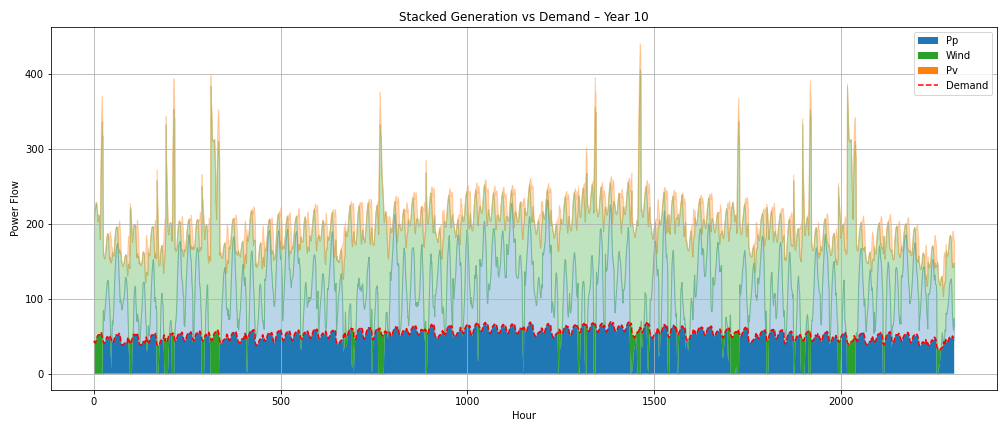 Stacked Generation vs Demand – Year 10
Power Flow
400
300
200
100
0
Pp
Wind
Pv
Demand
0
500
1000
1500
2000
Hour